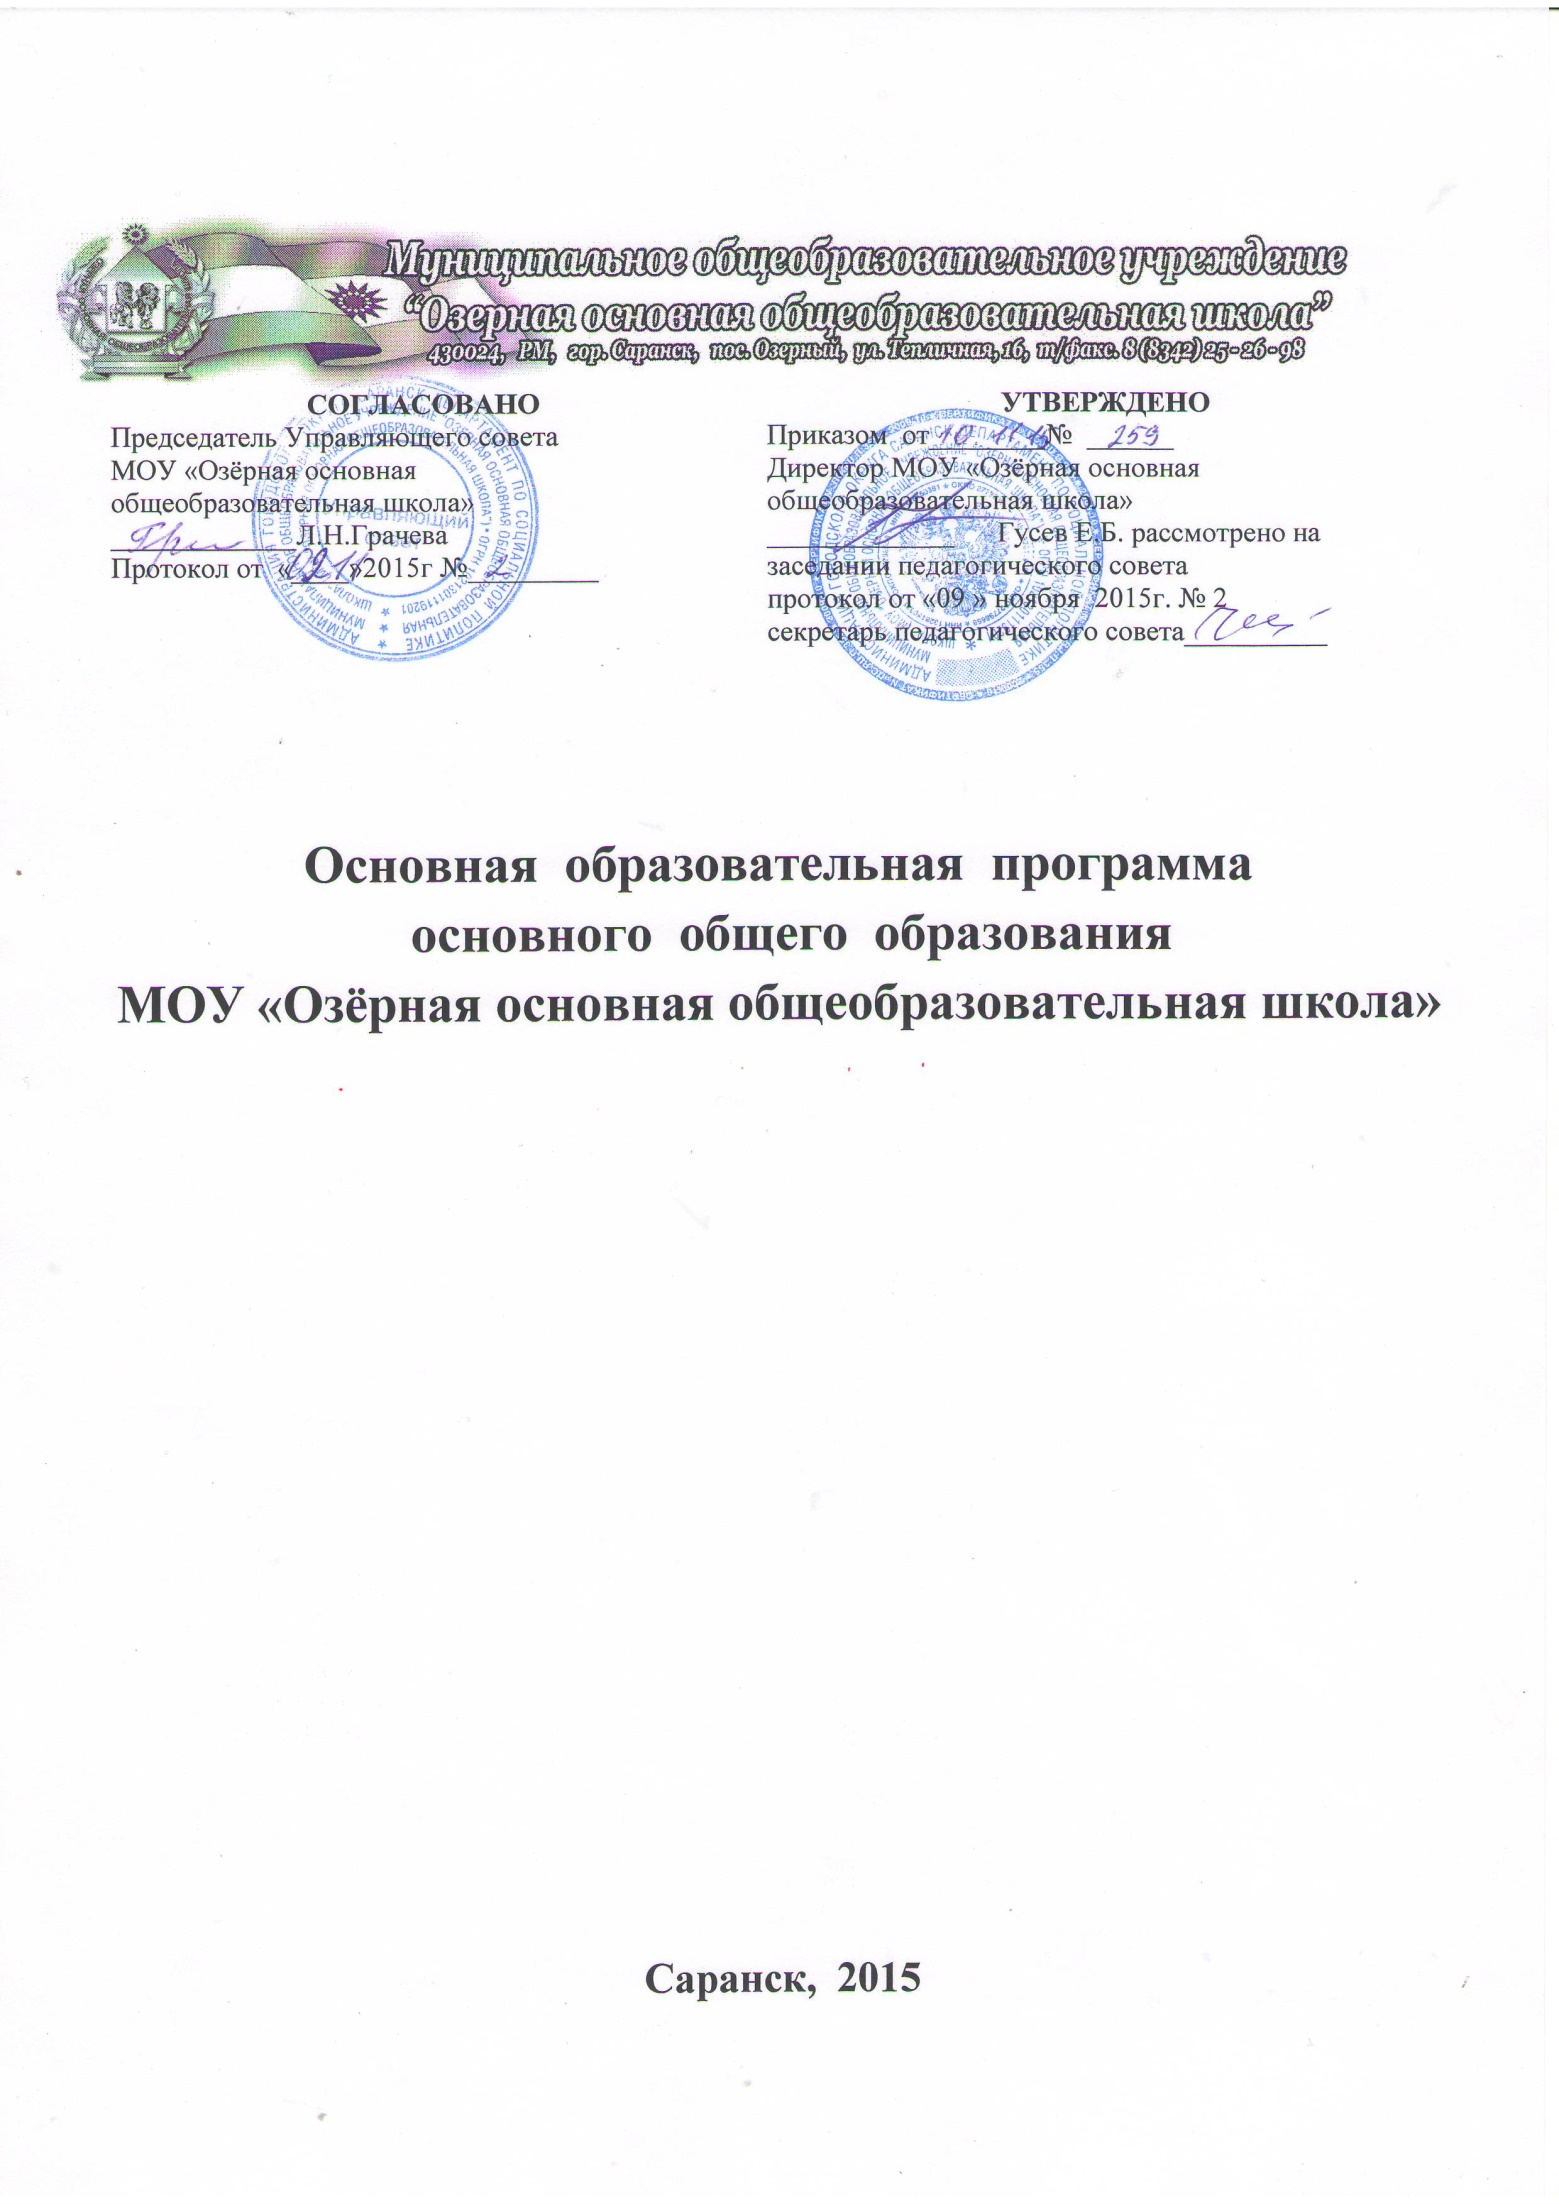 Муниципальное общеобразовательное учреждение
“Озерная основная общеобразовательная школа”
430024, РМ, гор. Саранск, пос. Озерный, ул. Тепличная, 16, т/факс. 8 (8342) 25-26-98
СОГЛАСОВАНО
Председатель Управляющего совета
МОУ «Озёрная основная
общеобразовательная школа»
Л.Н.Грачева
Протокол от « » 2015г № 2
УТВЕРЖДЕНО
Приказом от 10 11 15 № 259
Директор МОУ «Озёрная основная
общеобразовательная школа»
Гусев Е.Б. рассмотрено на
заседании педагогического совета
протокол от «09 » ноября 2015г. № 2
секретарь педагогического совета
Основная образовательная программа
основного общего образования
МОУ «Озёрная основная общеобразовательная школа»
Саранск, 2015